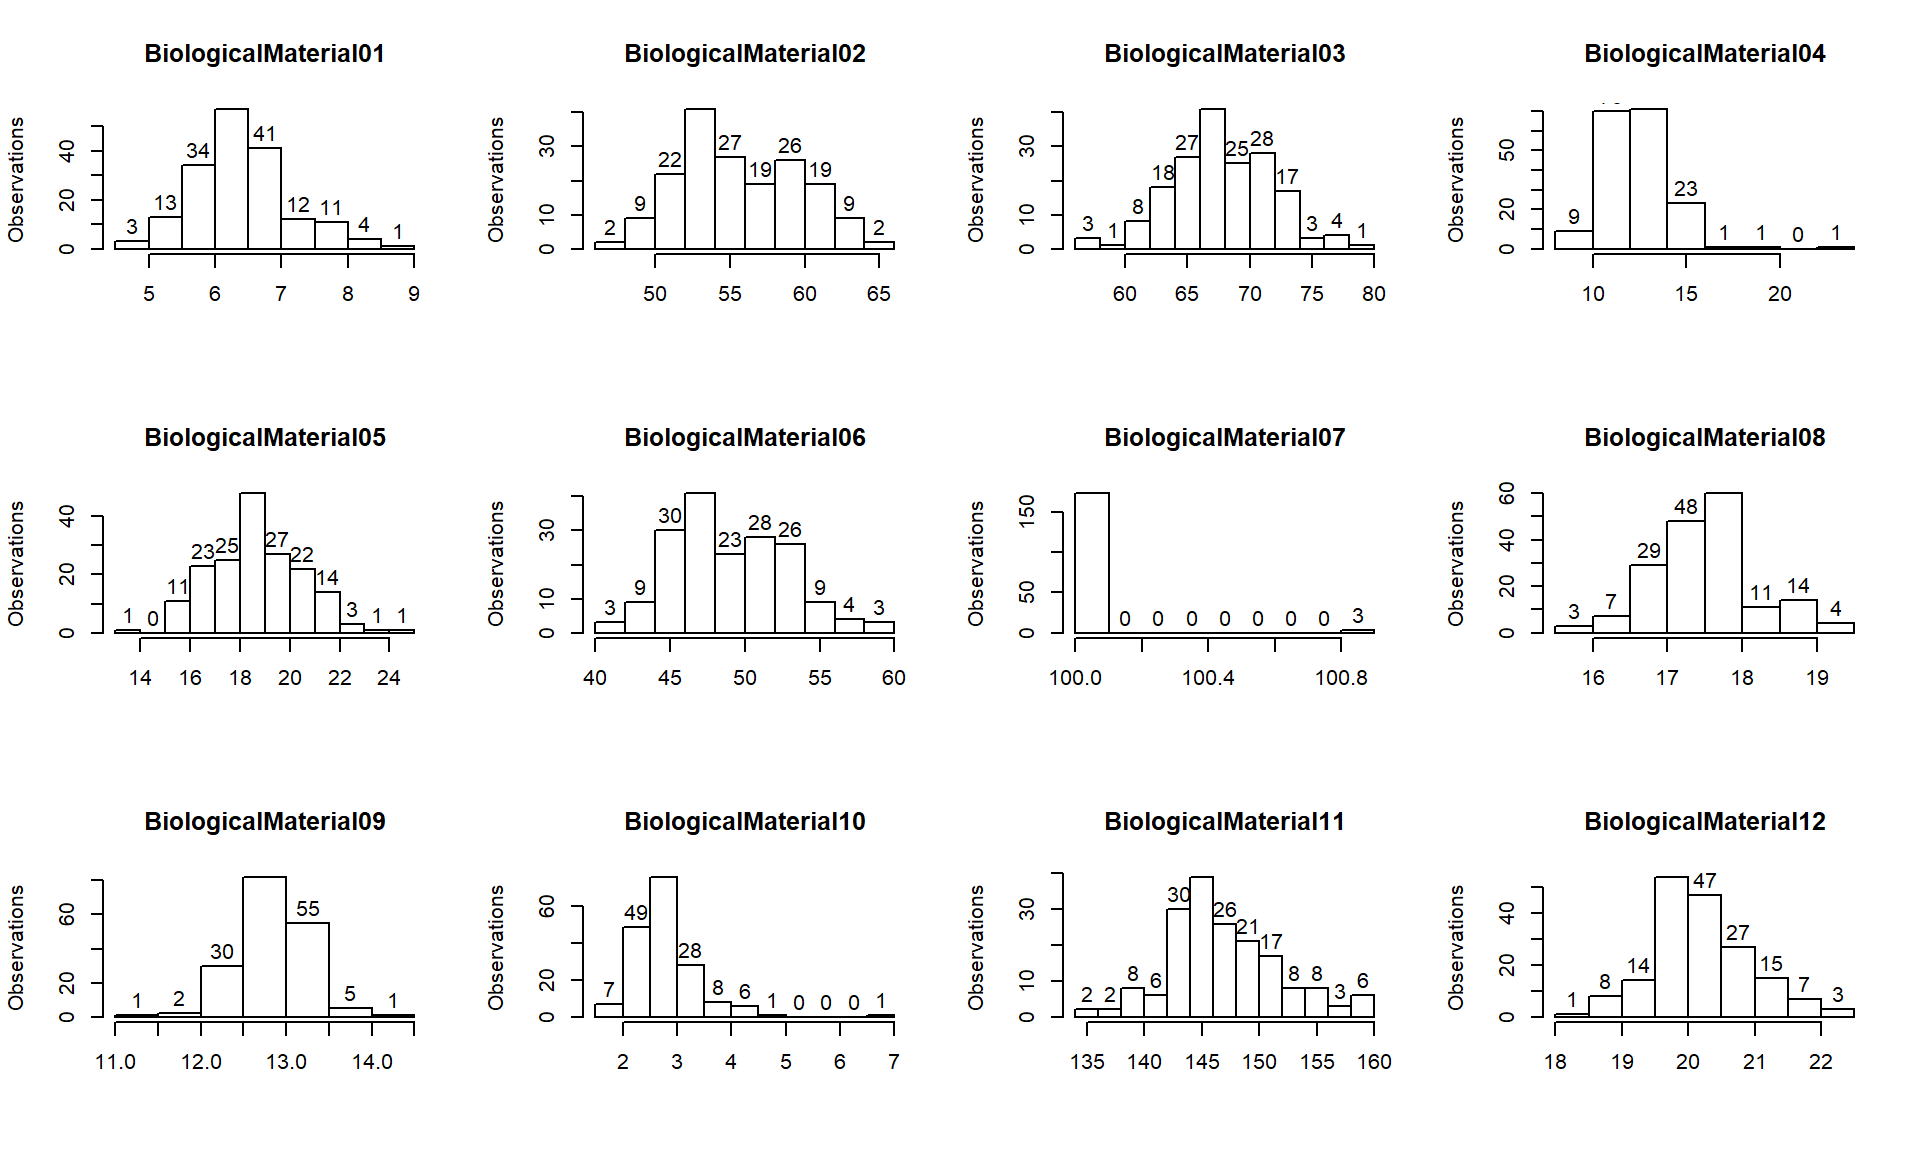 BiologicalMaterial01
Observations
0 20 40
3 13 34 41 12 11 4 1
5 6 7 8 9
BiologicalMaterial02
Observations
0 10 30
2 9 22 27 19 26 19 9 2
50 55 60 65
BiologicalMaterial03
Observations
0 10 30
3 1 8 18 27 25 28 17 3 4 1
60 65 70 75 80
BiologicalMaterial04
Observations
0 20 50
9 23 1 1 0 1
10 15 20
BiologicalMaterial05
Observations
0 20 40
1 0 11 23 25 27 22 14 3 1 1
14 16 18 20 22 24
BiologicalMaterial06
Observations
0 10 30
3 9 30 23 28 26 9 4 3
40 45 50 55 60
BiologicalMaterial07
Observations
0 50 150
0 0 0 0 0 0 0 3
100.0 100.4 100.8
BiologicalMaterial08
Observations
0 20 40 60
3 7 29 48 11 14 4
16 17 18 19
BiologicalMaterial09
Observations
0 20 60
1 2 30 55 5 1
11.0 12.0 13.0 14.0
BiologicalMaterial10
Observations
0 20 60
7 49 28 8 6 1 0 0 0 1
2 3 4 5 6 7
BiologicalMaterial11
Observations
0 10 30
2 2 8 6 30 26 21 17 8 8 3 6
135 140 145 150 155 160
BiologicalMaterial12
Observations
0 20 40
1 8 14 47 27 15 7 3
18 19 20 21 22